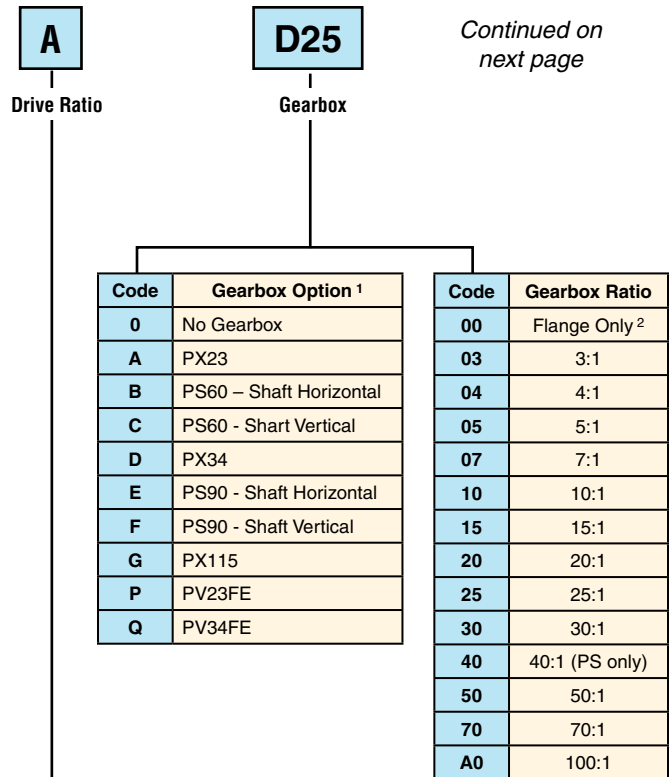 A
D25
Continued on
next page
Drive Ratio
Gearbox
Code Gearbox Option 1
0 No Gearbox
A PX23
B PS60 – Shaft Horizontal
C PS60 - Shart Vertical
D PX34
E PS90 - Shaft Horizontal
F PS90 - Shaft Vertical
G PX115
P PV23FE
Q PV34FE
Code Gearbox Ratio
00 Flange Only 2
03 3:1
04 4:1
05 5:1
07 7:1
10 10:1
15 15:1
20 20:1
25 25:1
30 30:1
40 40:1 (PS only)
50 50:1
70 70:1
A0 100:1